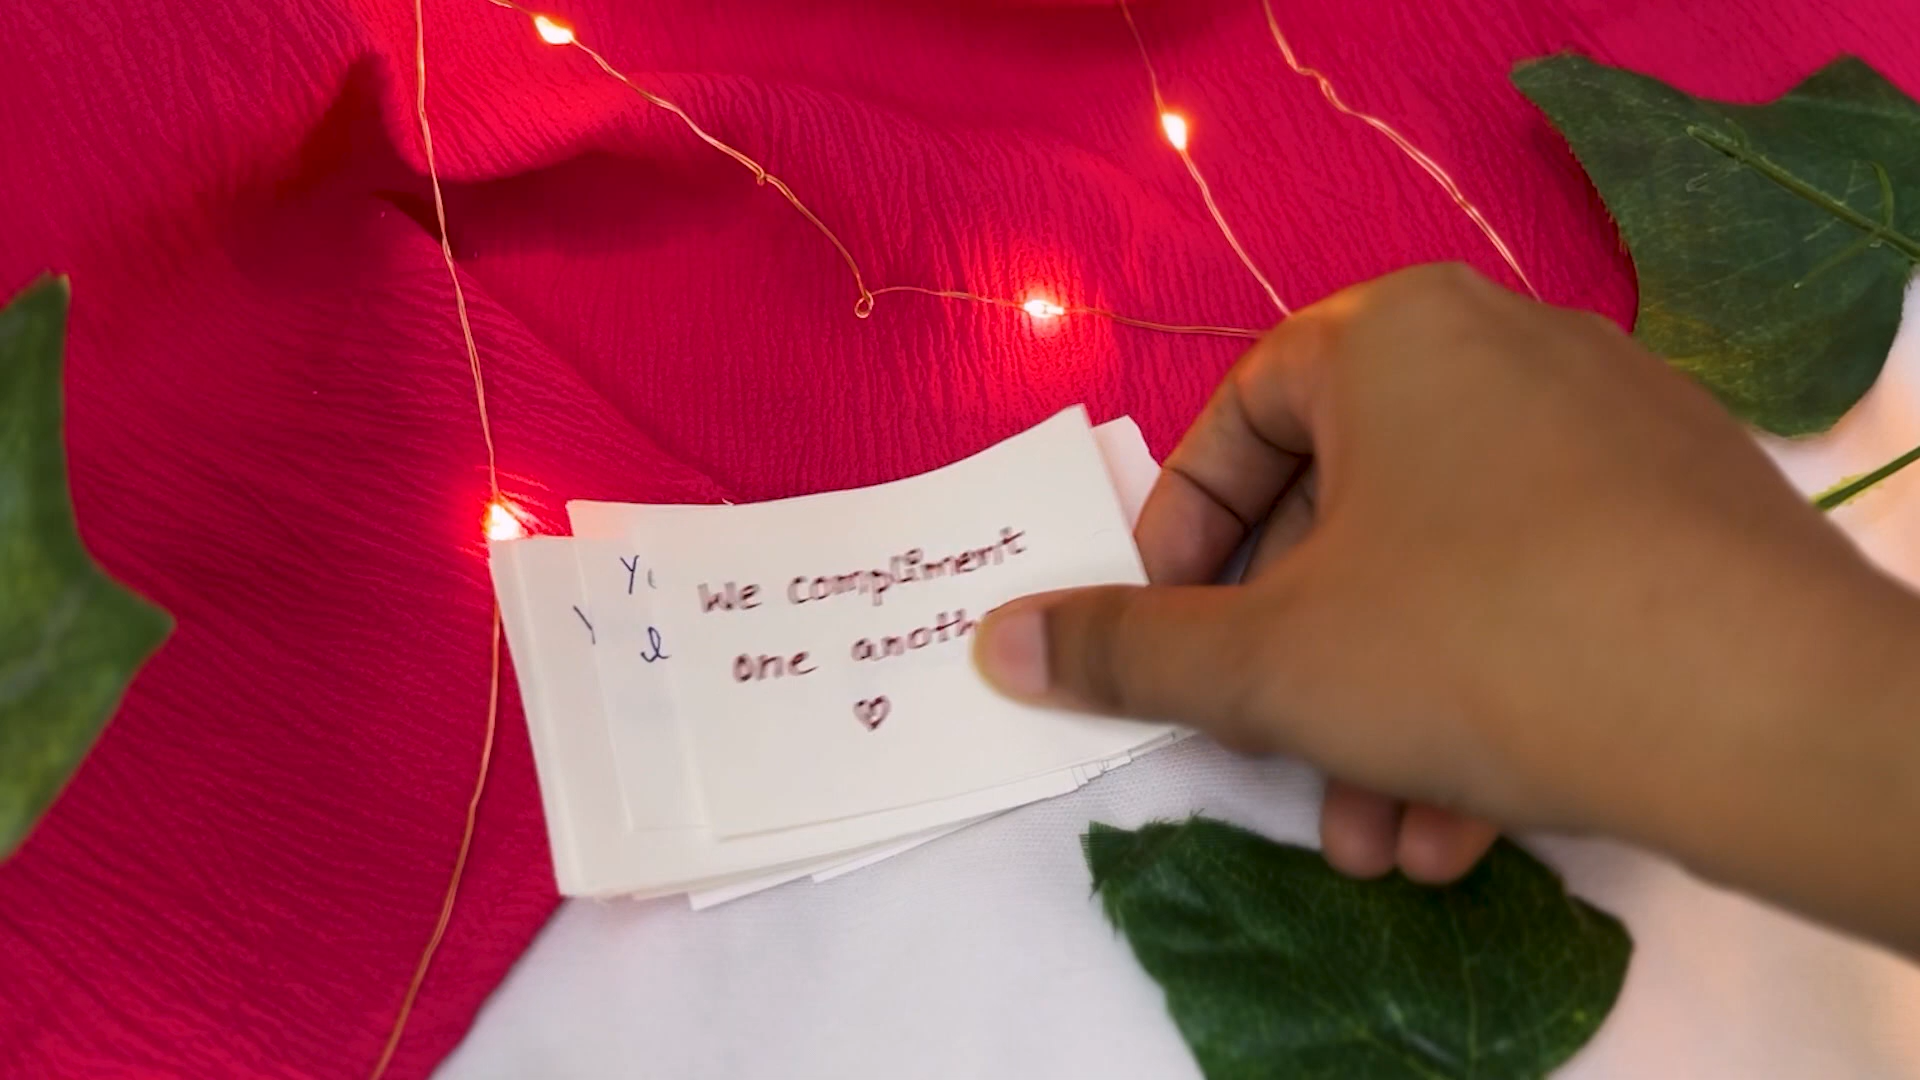 We compliment
one anoth
♡